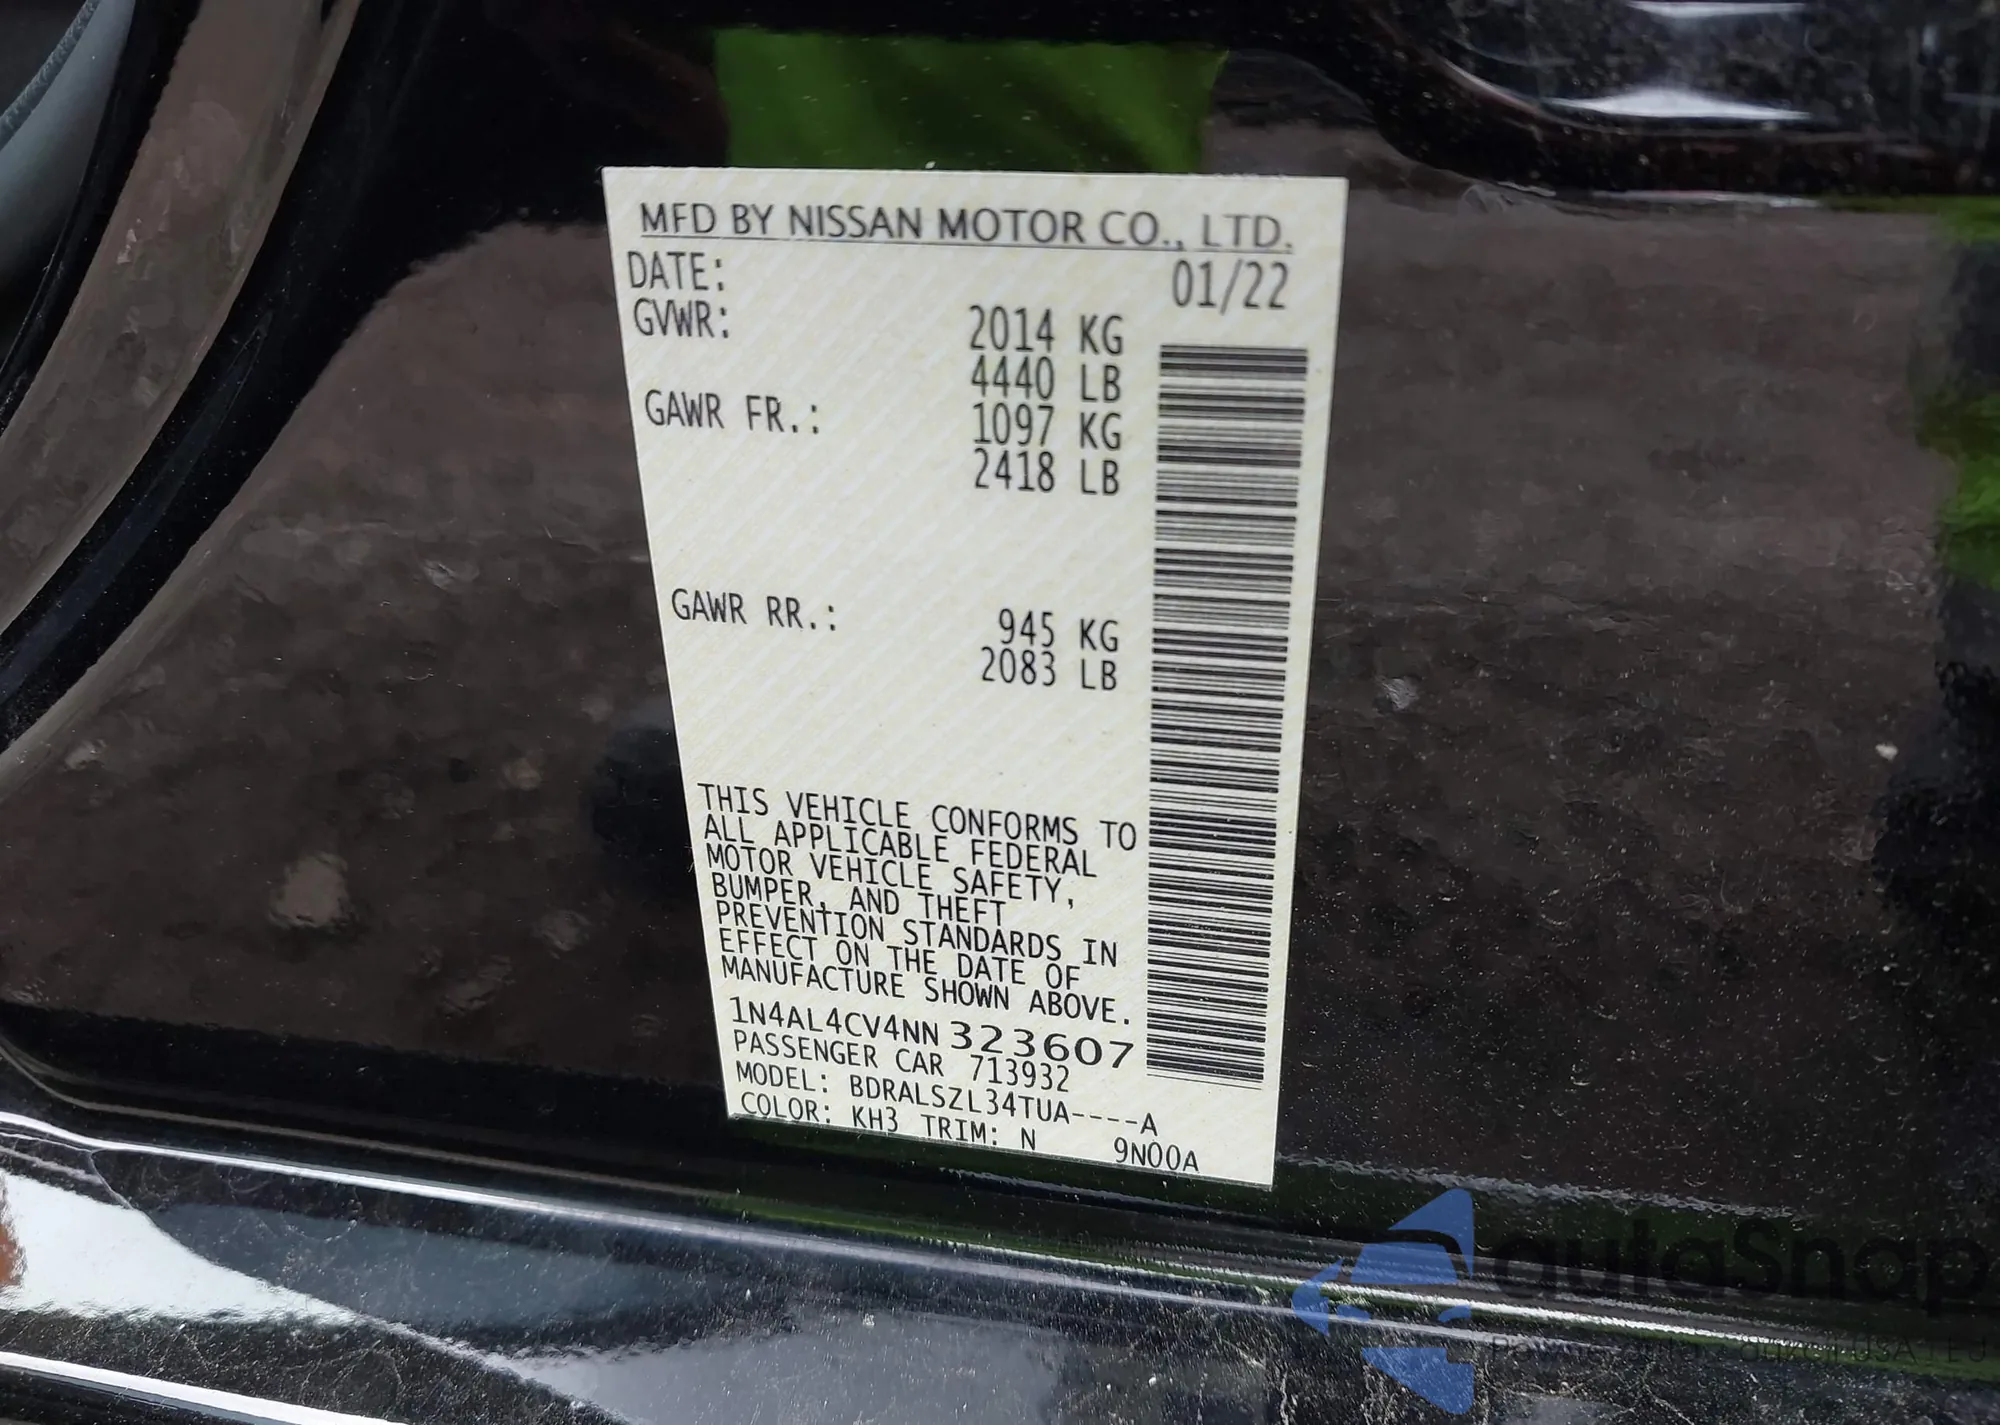 MFD BY NISSAN MOTOR CO., LTD.
DATE: 01/22
GVWR: 2014 KG
4440 LB
GAWR FR.: 1097 KG
2418 LB
GAWR RR.: 945 KG
2083 LB
THIS VEHICLE CONFORMS TO
ALL APPLICABLE FEDERAL
MOTOR VEHICLE SAFETY,
BUMPER, AND THEFT
PREVENTION STANDARDS IN
EFFECT ON THE DATE OF
MANUFACTURE SHOWN ABOVE.
1N4AL4CV4NN323607
PASSENGER CAR 713932
MODEL: BDRALSZL34TUA----A
COLOR: KH3 TRIM: N 9N00A
autaSnap